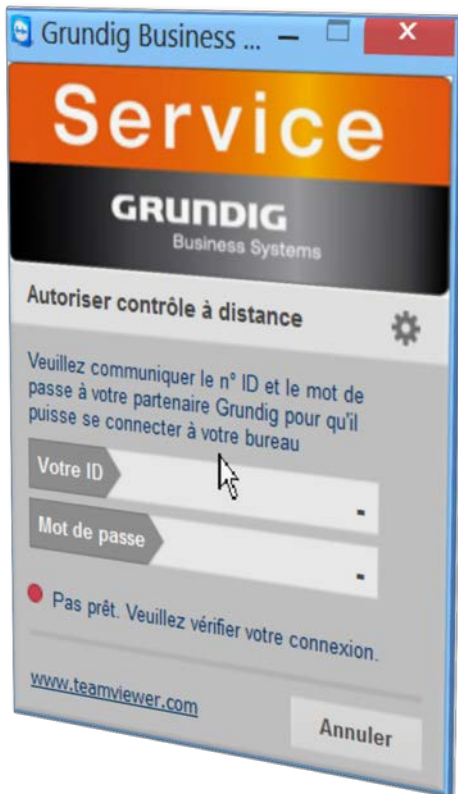 Grundig Business ...
Service
GRUNDIG
Business Systems
Autoriser contrôle à distance
Veuillez communiquer le n° ID et le mot de
passe à votre partenaire Grundig pour qu'il
puisse se connecter à votre bureau
Votre ID
-
Mot de passe
-
Pas prêt. Veuillez vérifier votre connexion.
www.teamviewer.com
Annuler